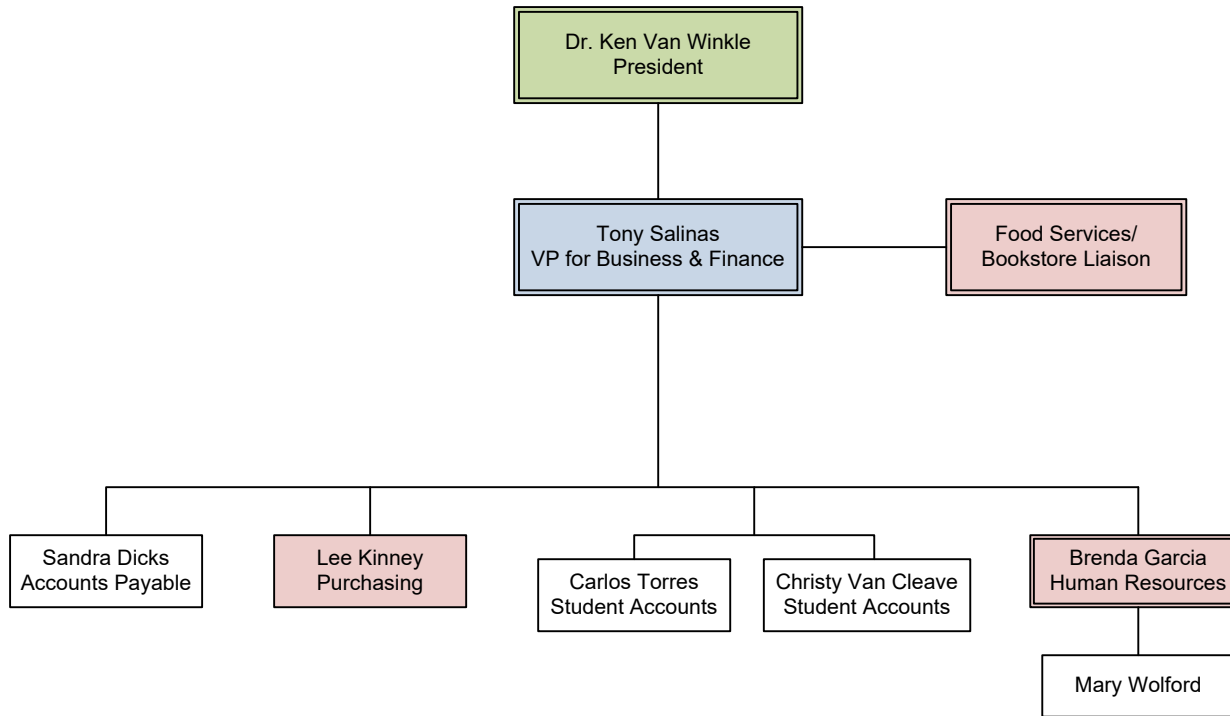 Dr. Ken Van Winkle
President
Tony Salinas
VP for Business & Finance
Food Services/
Bookstore Liaison
Sandra Dicks
Accounts Payable
Lee Kinney
Purchasing
Carlos Torres
Student Accounts
Christy Van Cleave
Student Accounts
Brenda Garcia
Human Resources
Mary Wolford